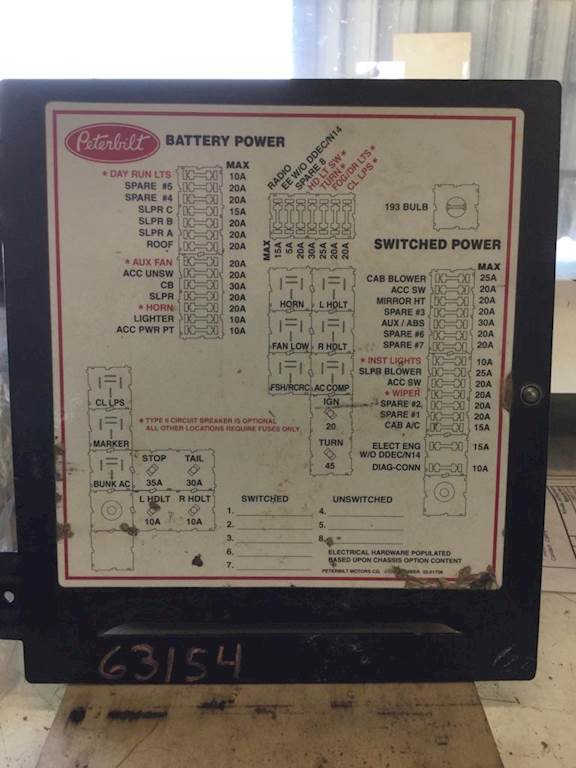 Peterbilt
BATTERY POWER
MAX
* DAY RUN LTS 10A
SPARE #5 20A
SPARE #4 20A
SLPR C 15A
SLPR B 20A
SLPR A 20A
ROOF 20A
* AUX FAN 20A
ACC UNSW 20A
CB 30A
SLPR 20A
* HORN 20A
LIGHTER 10A
ACC PWR PT 10A
RADIO
EE W/O DDEC/N14
SPARE 8
HD LT SW *
TURN *
FOG/DR LTS *
CL LPS *
MAX
15A
5A
20A
30A
25A
20A
20A
193 BULB
SWITCHED POWER
MAX
CAB BLOWER 25A
ACC SW 20A
MIRROR HT 20A
SPARE #3 20A
AUX / ABS 30A
SPARE #6 20A
SPARE #7 20A
* INST LIGHTS 10A
SLPR BLOWER 25A
ACC SW 20A
* WIPER 20A
SPARE #2 20A
SPARE #1 20A
CAB A/C 15A
ELECT ENG 15A
W/O DDEC/N14
DIAG-CONN 10A
HORN L HDLT
FAN LOW R HDLT
FSH/RCRC AC COMP
IGN
20
TURN
45
CL LPS
MARKER
BUNK AC
* TYPE II CIRCUIT BREAKER IS OPTIONAL
ALL OTHER LOCATIONS REQUIRE FUSES ONLY
STOP TAIL
35A 30A
L HDLT R HDLT
10A 10A
SWITCHED UNSWITCHED
1. 4.
2. 5.
3. 8.
6.
7.
ELECTRICAL HARDWARE POPULATED
BASED UPON CHASSIS OPTION CONTENT
PETERBILT MOTORS CO.
63154